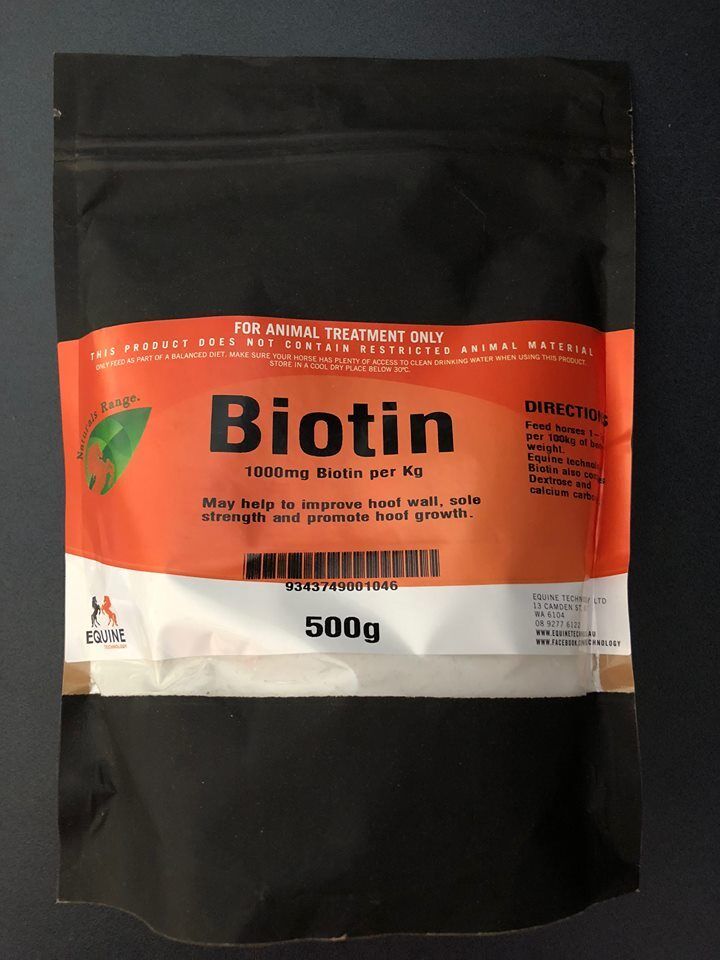 FOR ANIMAL TREATMENT ONLY
THIS PRODUCT DOES NOT CONTAIN RESTRICTED ANIMAL MATERIAL
ONLY FEED AS PART OF A BALANCED DIET, MAKE SURE YOUR HORSE HAS PLENTY OF ACCESS TO CLEAN DRINKING WATER WHEN USING THIS PRODUCT.
STORE IN A COOL DRY PLACE BELOW 30°C.
Naturals Range.
Biotin
1000mg Biotin per Kg
May help to improve hoof wall, sole
strength and promote hoof growth.
DIRECTIONS
Feed horses 1 –
per 100kg of
weight.
Equine
Biotin also
Dextrose and
calcium
9343749001046
500g
EQUINE
TECHNOLOGY
EQUINE LTD
13 CAMDEN ST
WA 6104
08 9277 6122